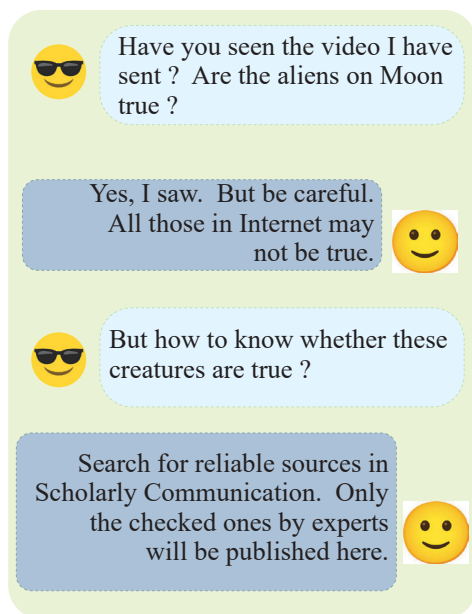 Have you seen the video I have
sent ?  Are the aliens on Moon
true ?
Yes, I saw.  But be careful.
All those in Internet may
not be true.
But how to know whether these
creatures are true ?
Search for reliable sources in
Scholarly Communication.  Only
the checked ones by experts
will be published here.